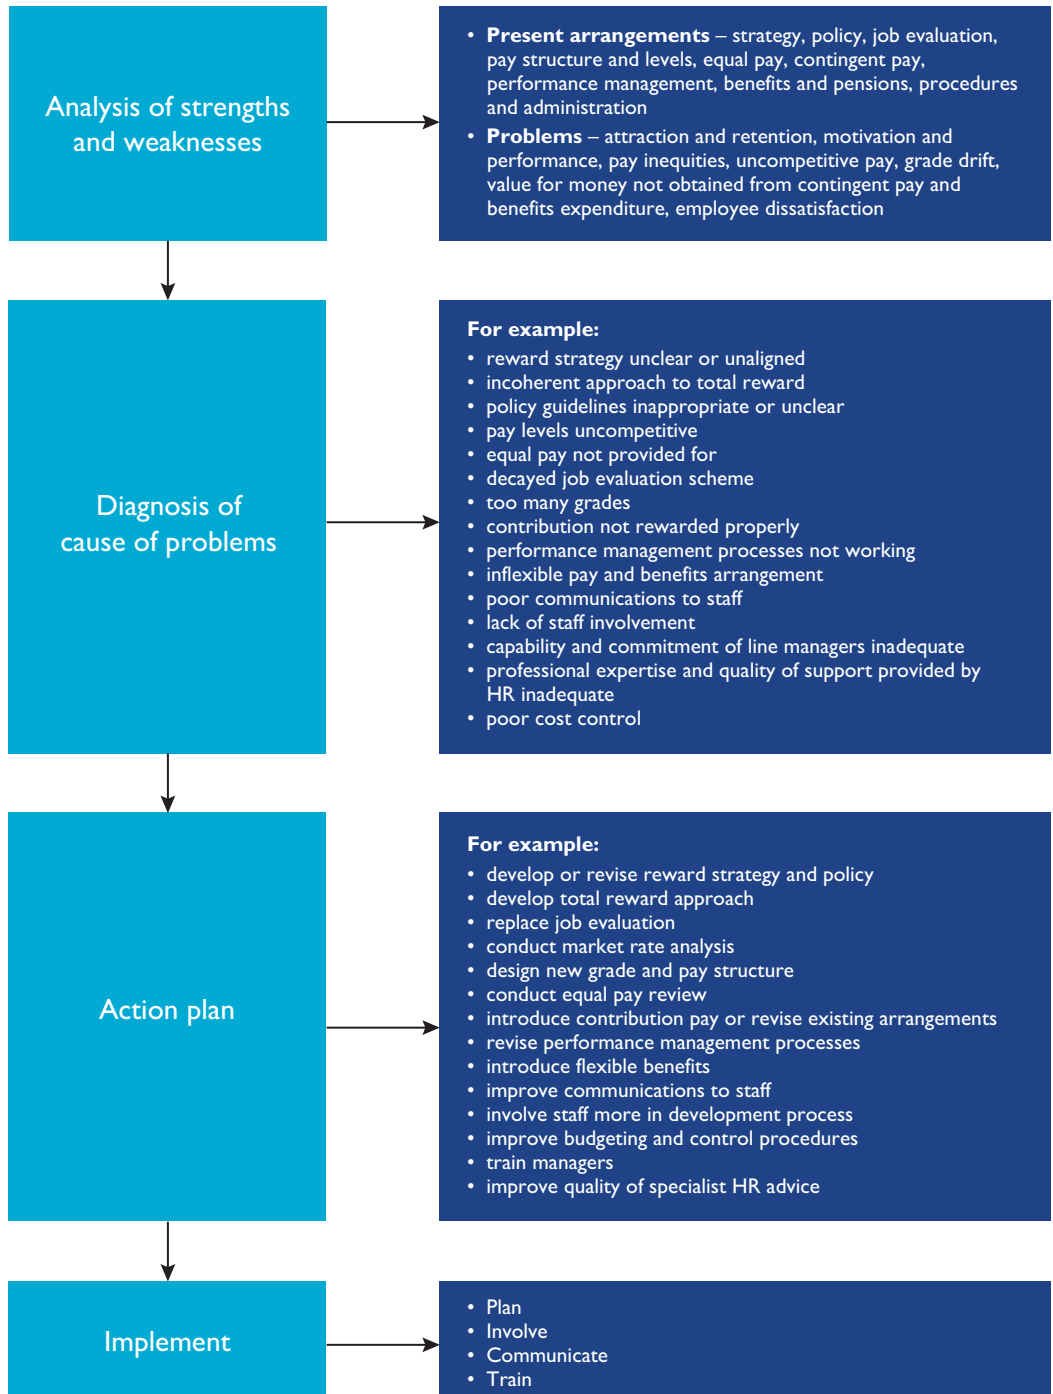 Analysis of strengths
and weaknesses
• Present arrangements – strategy, policy, job evaluation,
pay structure and levels, equal pay, contingent pay,
performance management, benefits and pensions, procedures
and administration
• Problems – attraction and retention, motivation and
performance, pay inequities, uncompetitive pay, grade drift,
value for money not obtained from contingent pay and
benefits expenditure, employee dissatisfaction
Diagnosis of
cause of problems
For example:
• reward strategy unclear or unaligned
• incoherent approach to total reward
• policy guidelines inappropriate or unclear
• pay levels uncompetitive
• equal pay not provided for
• decayed job evaluation scheme
• too many grades
• contribution not rewarded properly
• performance management processes not working
• inflexible pay and benefits arrangement
• poor communications to staff
• lack of staff involvement
• capability and commitment of line managers inadequate
• professional expertise and quality of support provided by
HR inadequate
• poor cost control
Action plan
For example:
• develop or revise reward strategy and policy
• develop total reward approach
• replace job evaluation
• conduct market rate analysis
• design new grade and pay structure
• conduct equal pay review
• introduce contribution pay or revise existing arrangements
• revise performance management processes
• introduce flexible benefits
• improve communications to staff
• involve staff more in development process
• improve budgeting and control procedures
• train managers
• improve quality of specialist HR advice
Implement
• Plan
• Involve
• Communicate
• Train